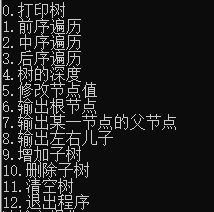 0.打印树
1.前序遍历
2.中序遍历
3.后序遍历
4.树的深度
5.修改节点值
6.输出根节点
7.输出某一节点的父节点
8.输出左右儿子
9.增加子树
10.删除子树
11.清空树
12.退出程序